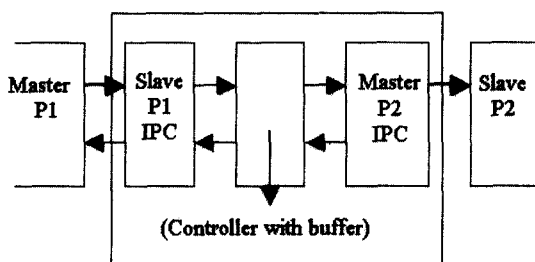 Master
P1
Slave
P1
IPC
Master
P2
IPC
Slave
P2
(Controller with buffer)